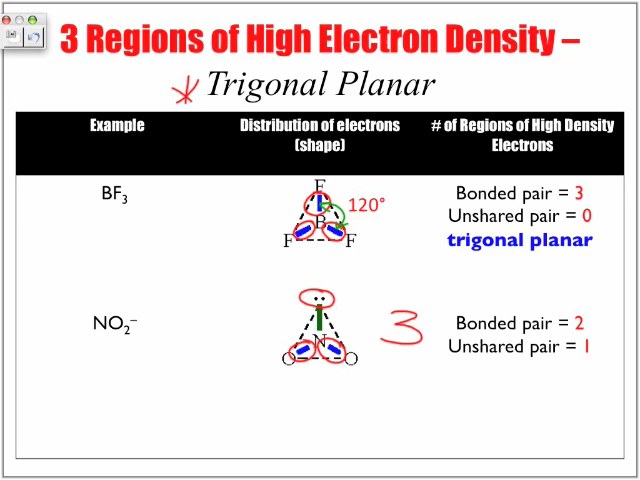 3 Regions of High Electron Density –
* Trigonal Planar
Example
Distribution of electrons
(shape)
# of Regions of High Density
Electrons
BF₃
F
120°
B
F F
Bonded pair = 3
Unshared pair = 0
trigonal planar
NO₂⁻
N
O O
3
Bonded pair = 2
Unshared pair = 1